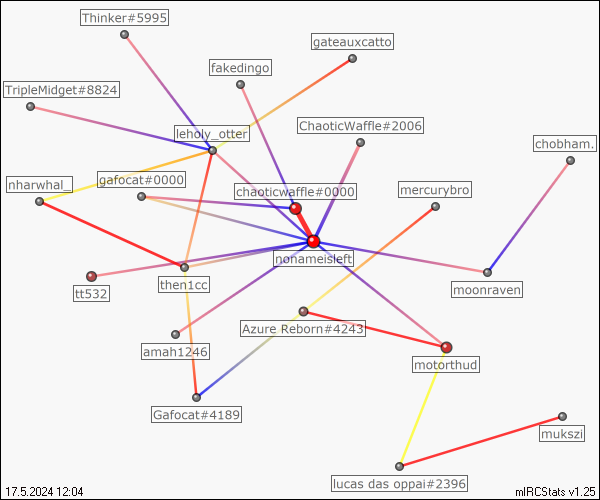 Thinker#5995
gateauxcatto
fakedingo
TripleMidget#8824
ChaoticWaffle#2006
leholy_otter
chobham.
gafocat#0000
nharwhal_
chaoticwaffle#0000
mercurybro
nonameisleft
tt532
then1cc
moonraven
Azure Reborn#4243
amah1246
motorthud
Gafocat#4189
mukszi
lucas das oppai#2396
17.5.2024 12:04
mIRCStats v1.25